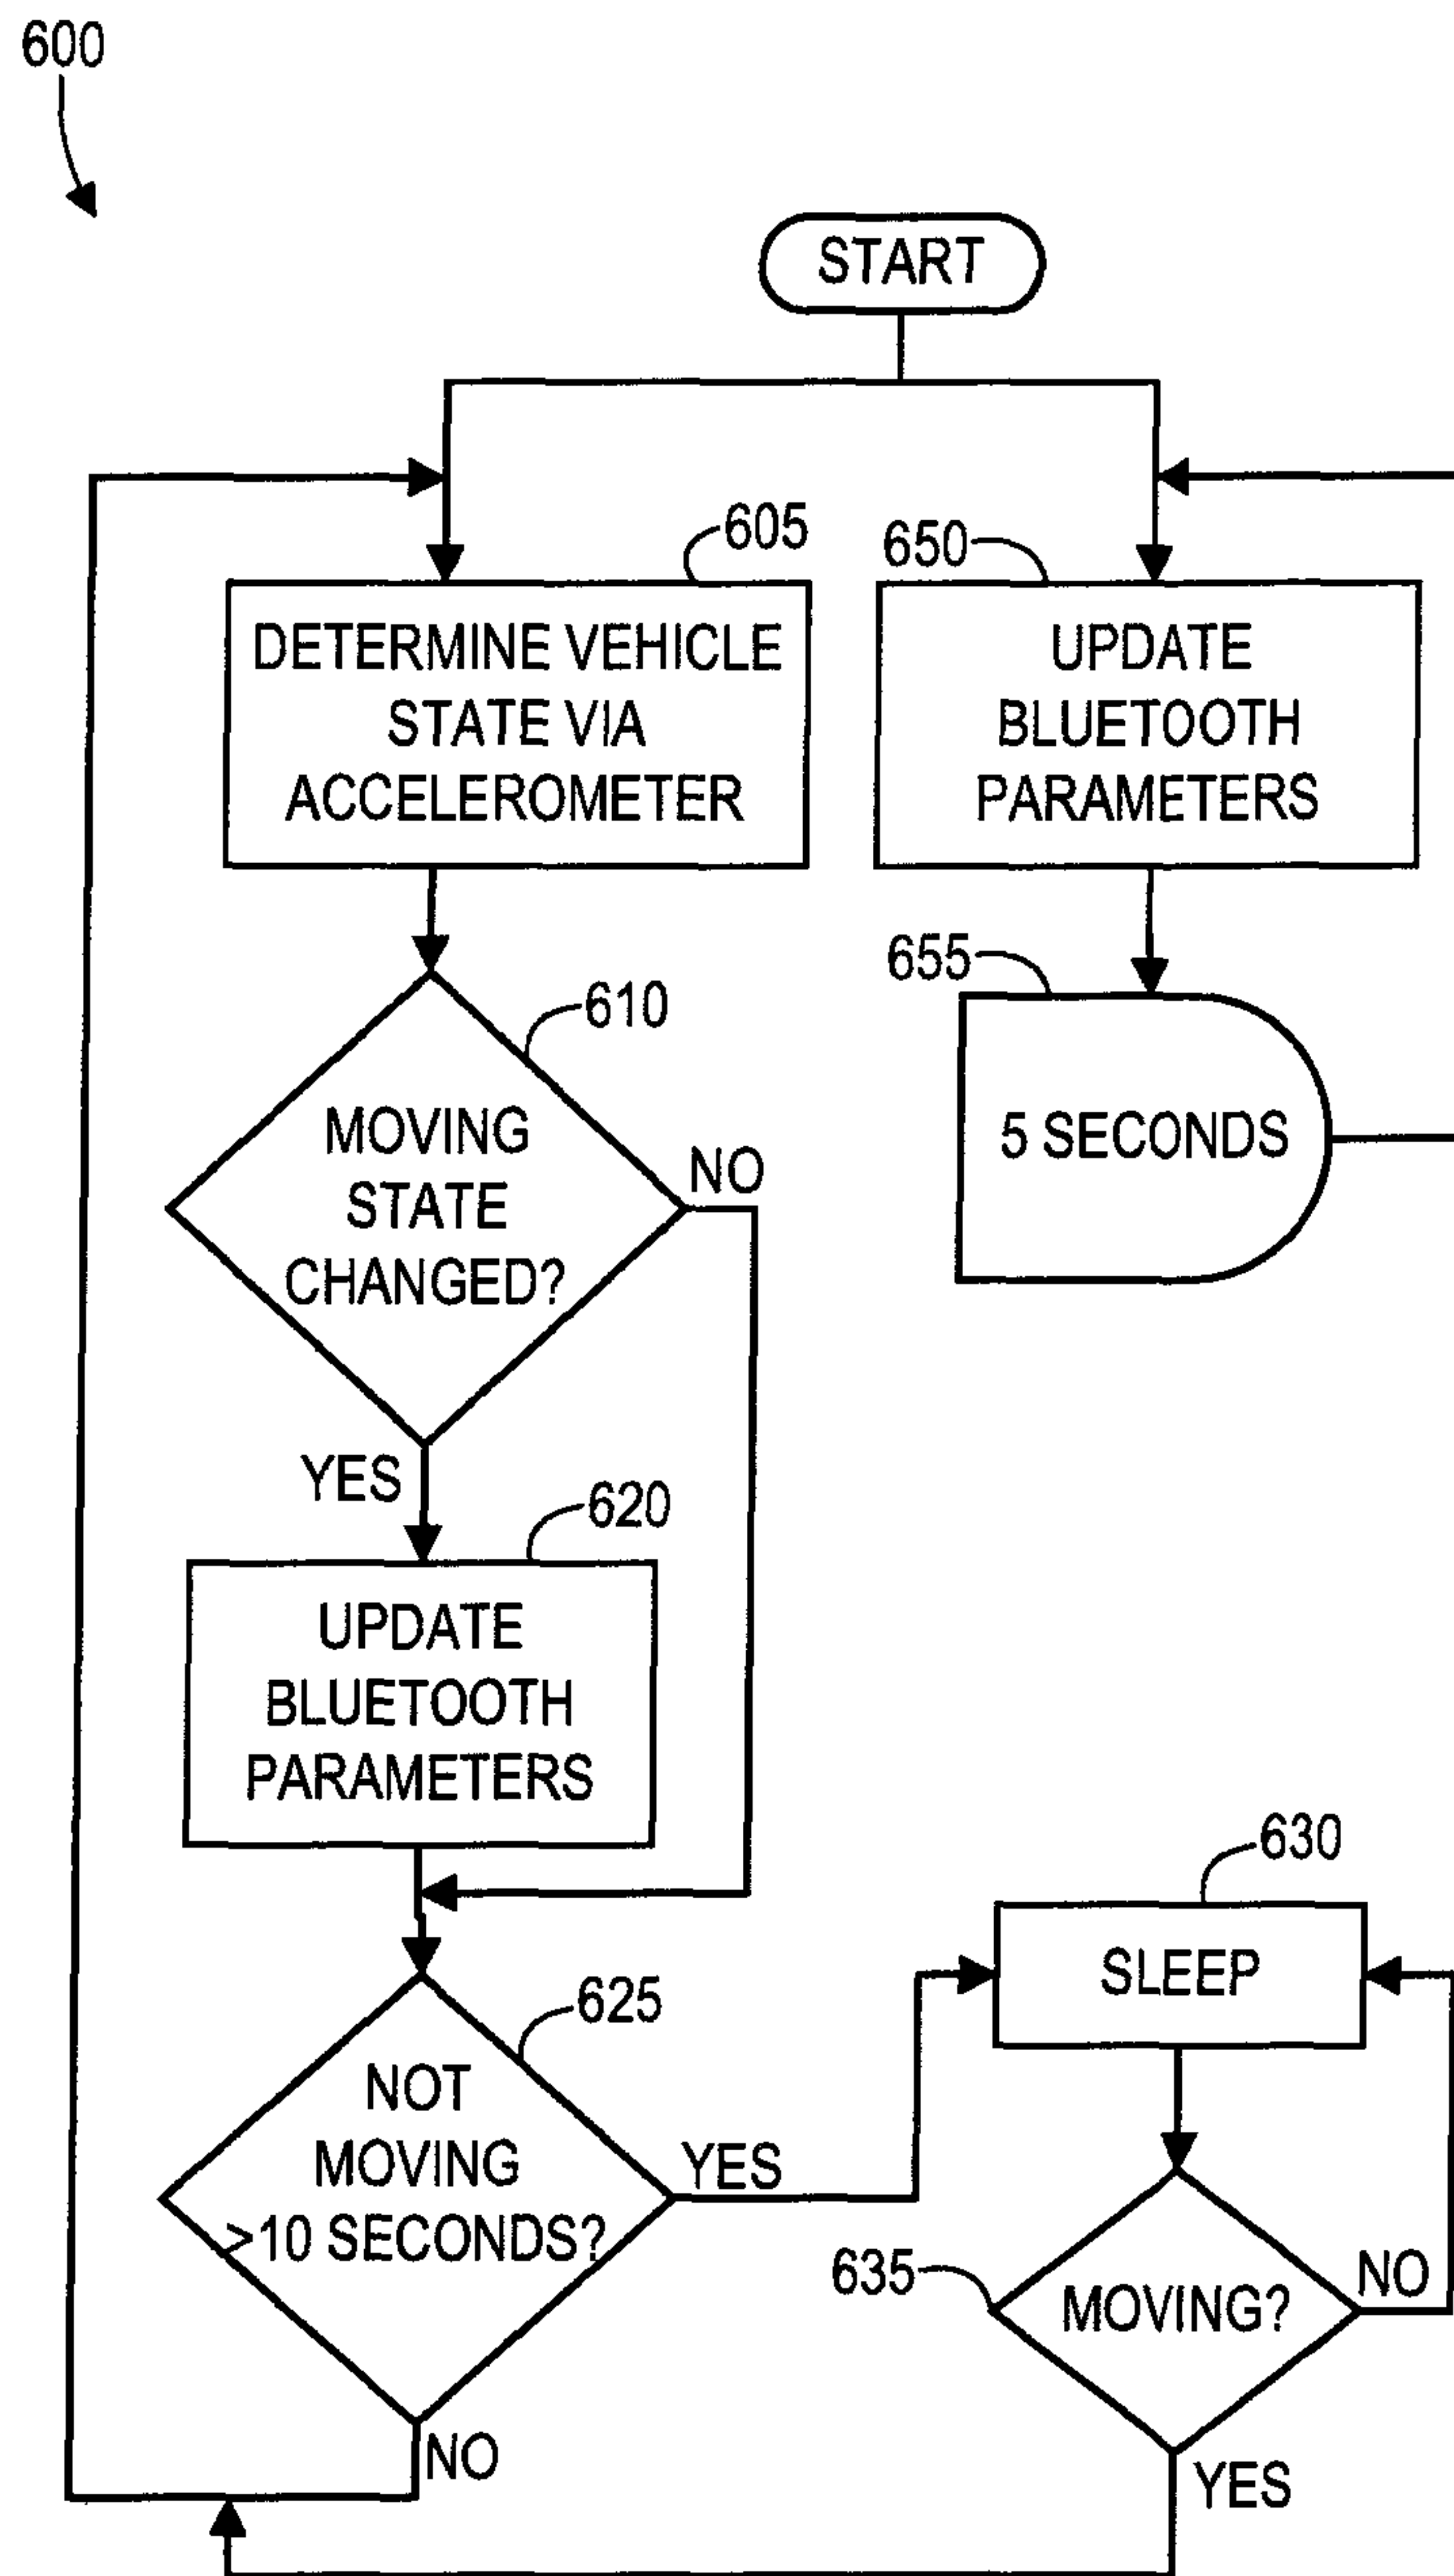 600
START
605
DETERMINE VEHICLE
STATE VIA
ACCELEROMETER
650
UPDATE
BLUETOOTH
PARAMETERS
610
MOVING
STATE
CHANGED?
NO
YES
655
5 SECONDS
620
UPDATE
BLUETOOTH
PARAMETERS
625
NOT
MOVING
>10 SECONDS?
YES
NO
630
SLEEP
635
MOVING?
NO
YES